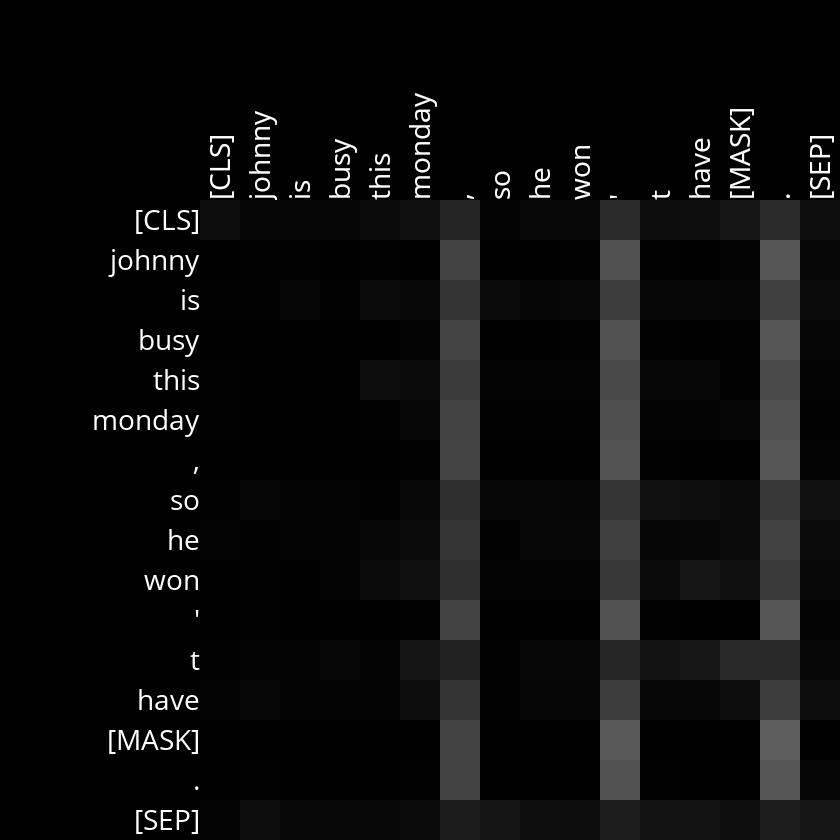 [CLS] johnny is busy this monday , so he won ' t have [MASK] . [SEP]
[CLS]
johnny
is
busy
this
monday
,
so
he
won
'
t
have
[MASK]
.
[SEP]